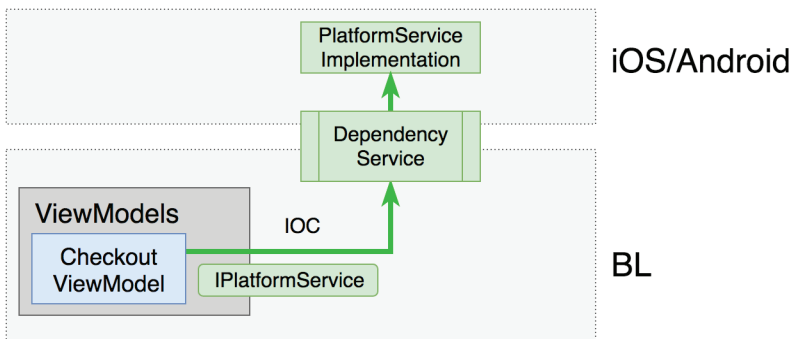 PlatformService
Implementation
iOS/Android
Dependency
Service
ViewModels
IOC
Checkout
ViewModel
IPlatformService
BL